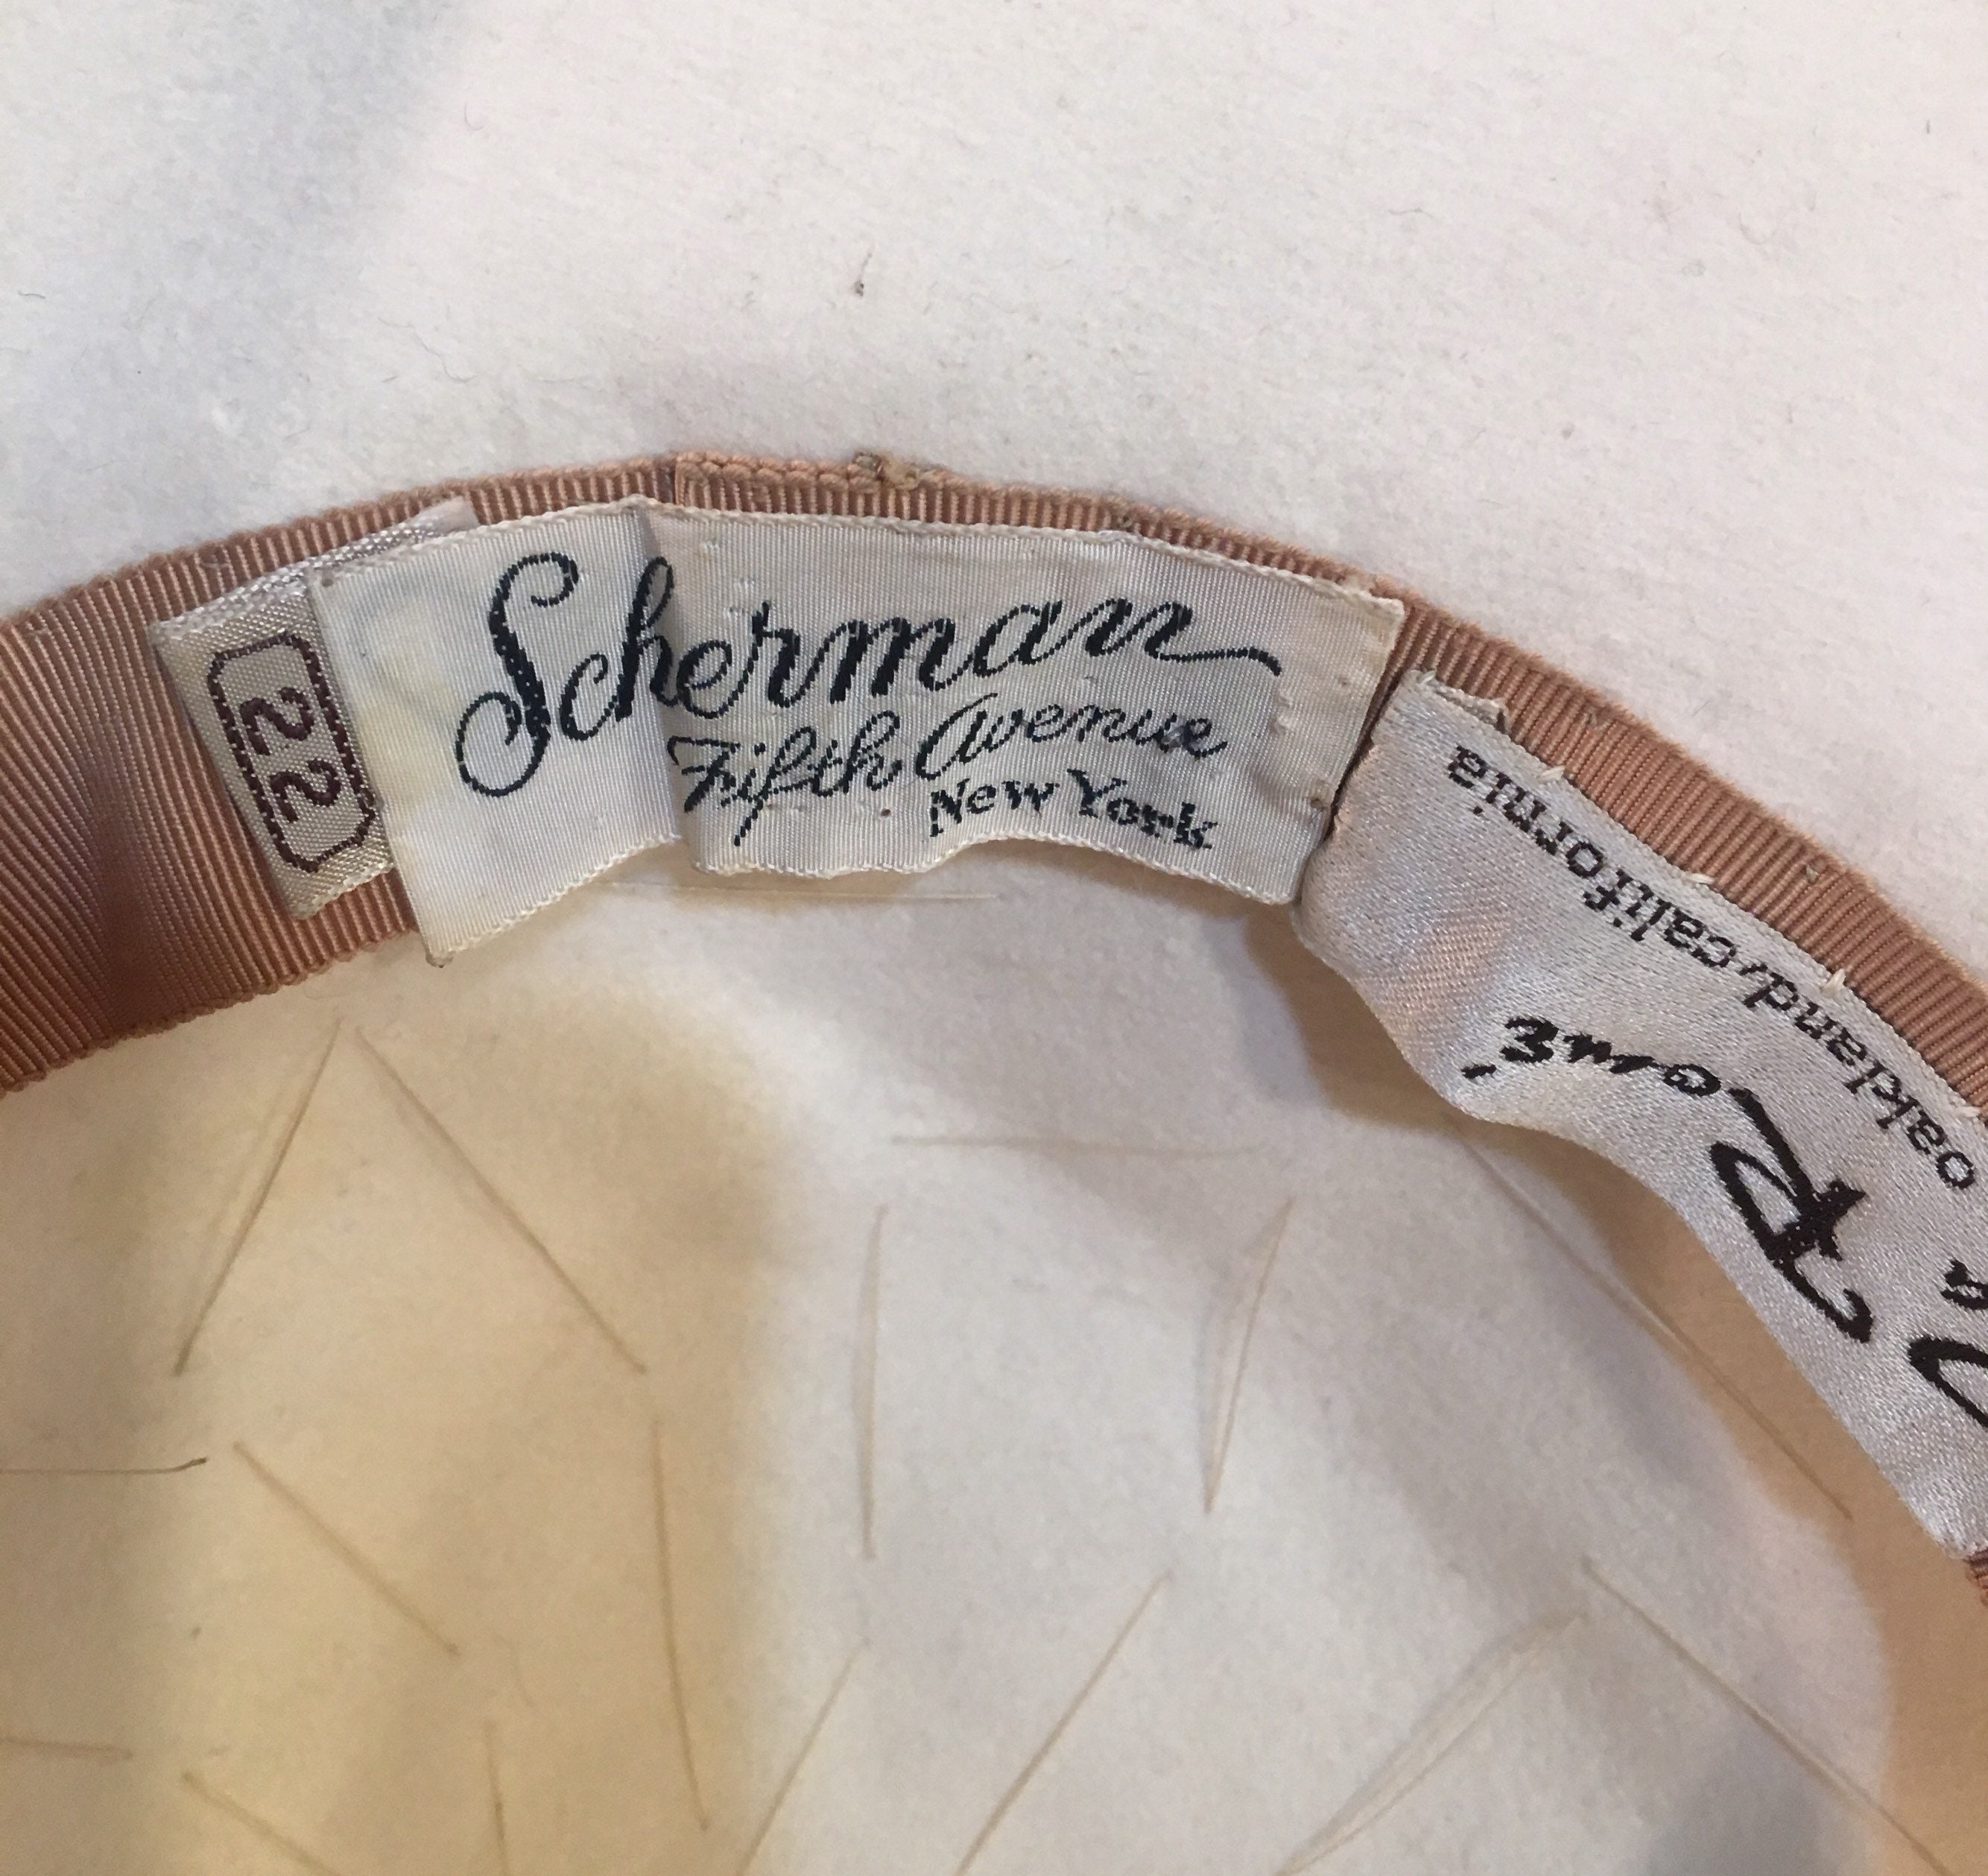 22
Scherman
Fifth Avenue
New York
oakland/california